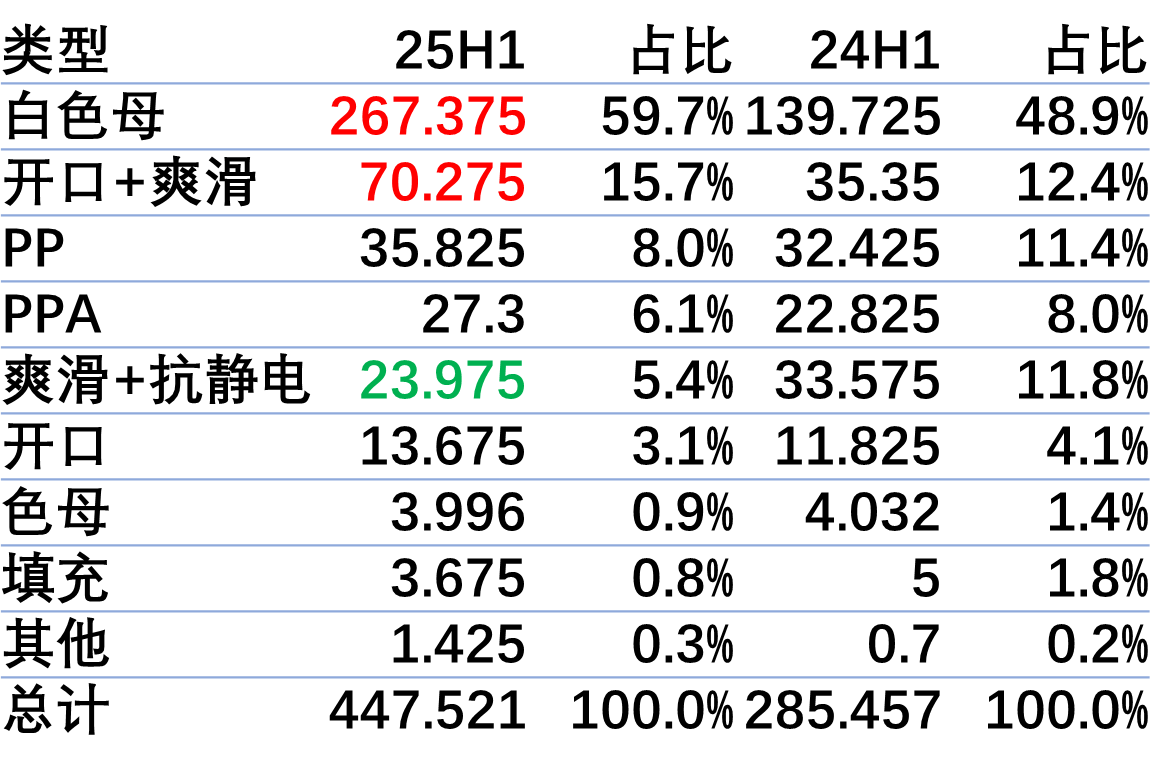 类型 25H1 占比 24H1 占比
白色母 267.375 59.7% 139.725 48.9%
开口+爽滑 70.275 15.7% 35.35 12.4%
PP 35.825 8.0% 32.425 11.4%
PPA 27.3 6.1% 22.825 8.0%
爽滑+抗静电 23.975 5.4% 33.575 11.8%
开口 13.675 3.1% 11.825 4.1%
色母 3.996 0.9% 4.032 1.4%
填充 3.675 0.8% 5 1.8%
其他 1.425 0.3% 0.7 0.2%
总计 447.521 100.0% 285.457 100.0%